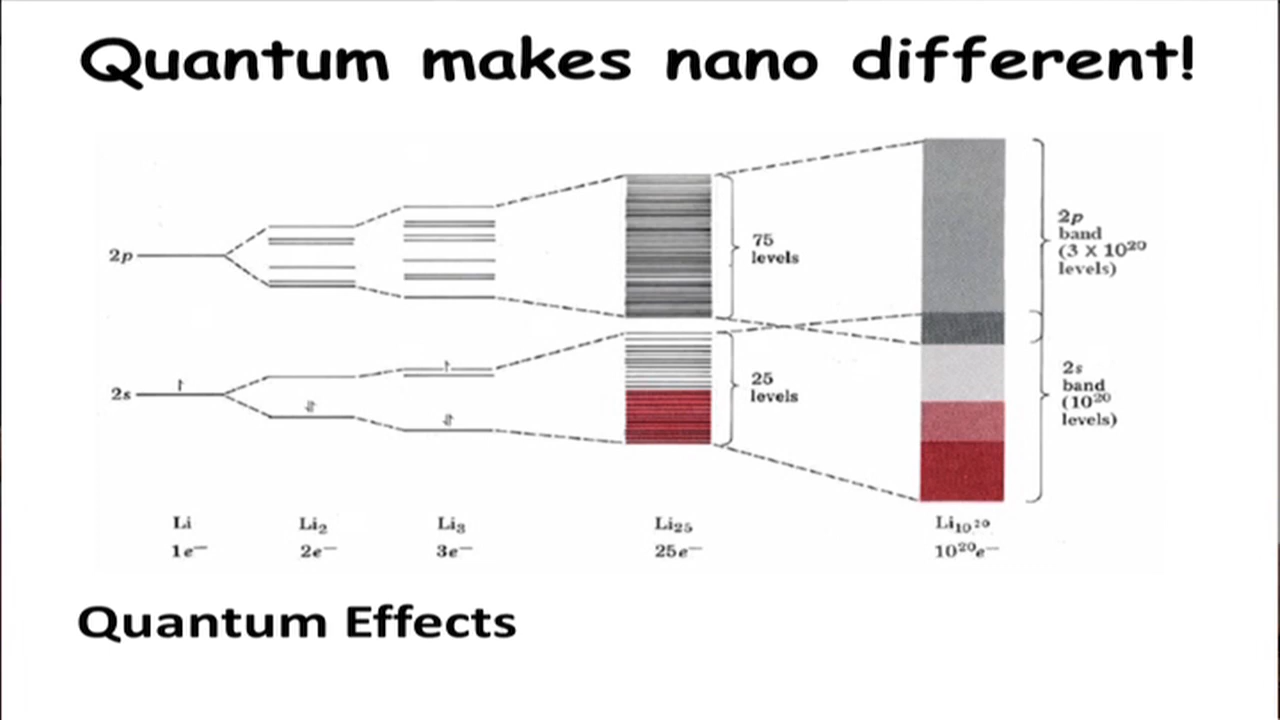 Quantum makes nano different!
2p
2s
75
levels
25
levels
2p
band
(3 X 10²⁰
levels)
2s
band
(10²⁰
levels)
Li Li₂ Li₃ Li₂₅ Li₁₀²⁰
1e⁻ 2e⁻ 3e⁻ 25e⁻ 10²⁰e⁻
Quantum Effects